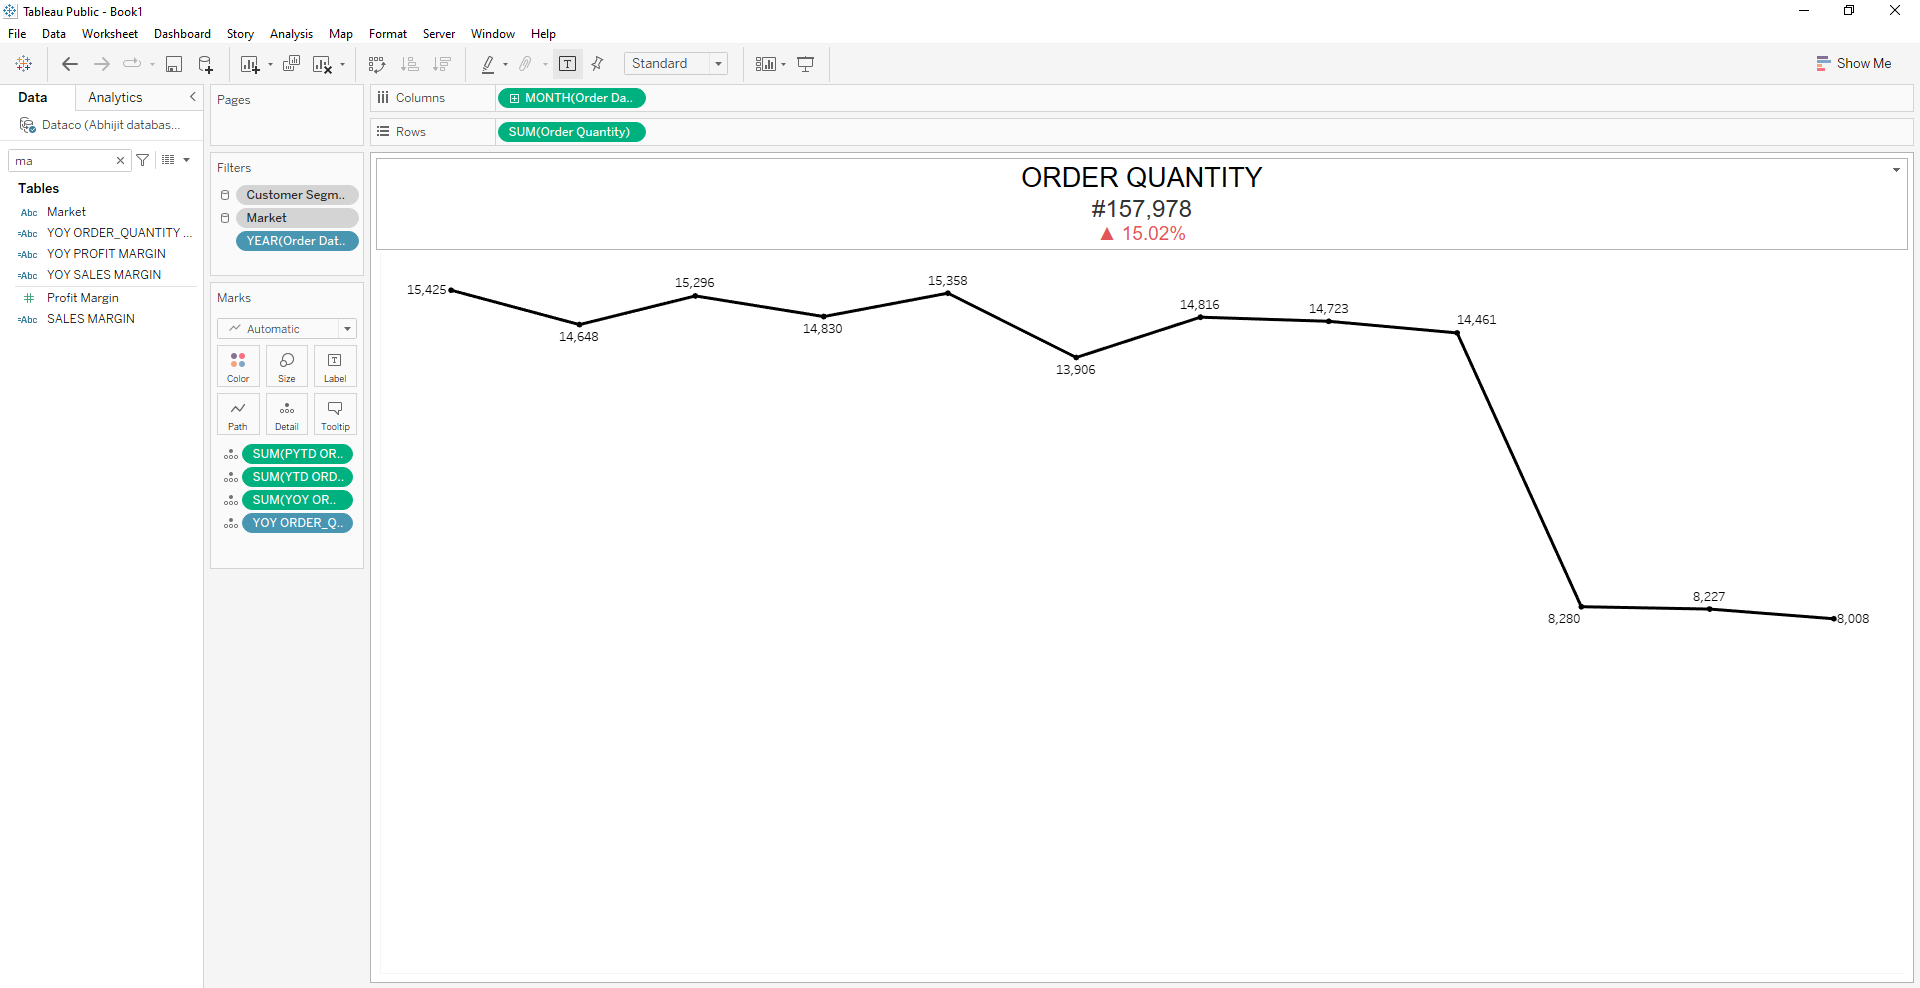 Tableau Public - Book1
File Data Worksheet Dashboard Story Analysis Map Format Server Window Help
Standard
Show Me
Data Analytics
Dataco (Abhijit databas...
ma
Tables
Abc Market
=Abc YOY ORDER_QUANTITY ...
=Abc YOY PROFIT MARGIN
=Abc YOY SALES MARGIN
# Profit Margin
=Abc SALES MARGIN
Pages
Filters
Customer Segm..
Market
YEAR(Order Dat..
Marks
Automatic
Color Size Label
Path Detail Tooltip
SUM(PYTD OR..
SUM(YTD ORD..
SUM(YOY OR..
YOY ORDER_Q..
Columns MONTH(Order Da..
Rows SUM(Order Quantity)
ORDER QUANTITY
#157,978
▲ 15.02%
15,425
14,648
15,296
14,830
15,358
13,906
14,816
14,723
14,461
8,280
8,227
8,008